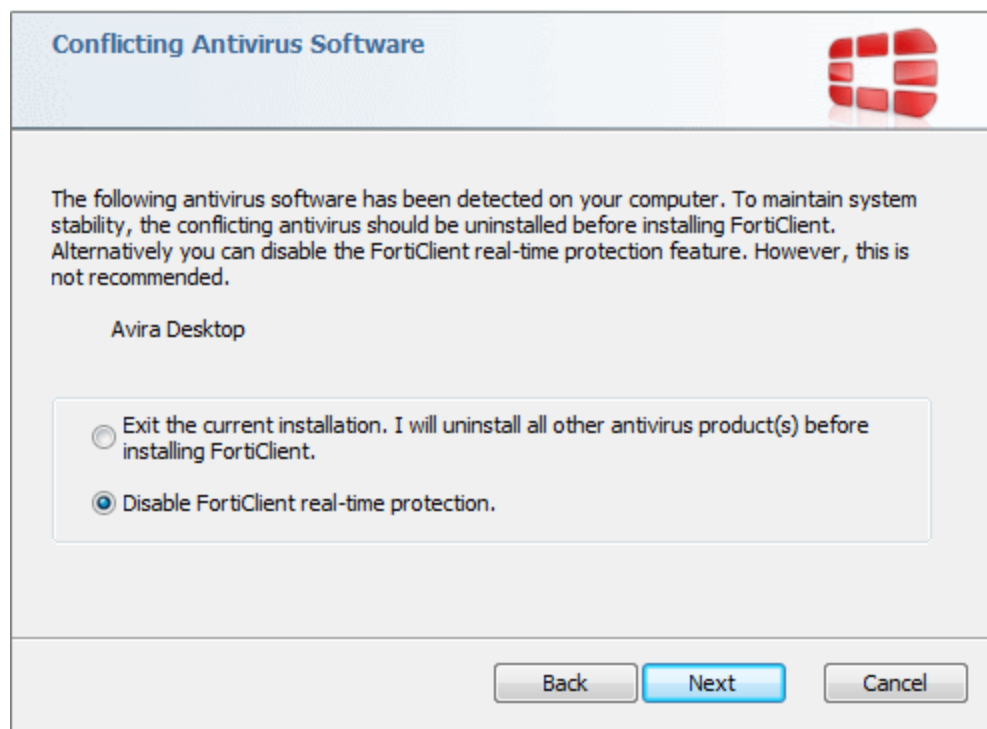 Conflicting Antivirus Software
The following antivirus software has been detected on your computer. To maintain system
stability, the conflicting antivirus should be uninstalled before installing FortiClient.
Alternatively you can disable the FortiClient real-time protection feature. However, this is
not recommended.
Avira Desktop
Exit the current installation. I will uninstall all other antivirus product(s) before
installing FortiClient.
Disable FortiClient real-time protection.
Back Next Cancel